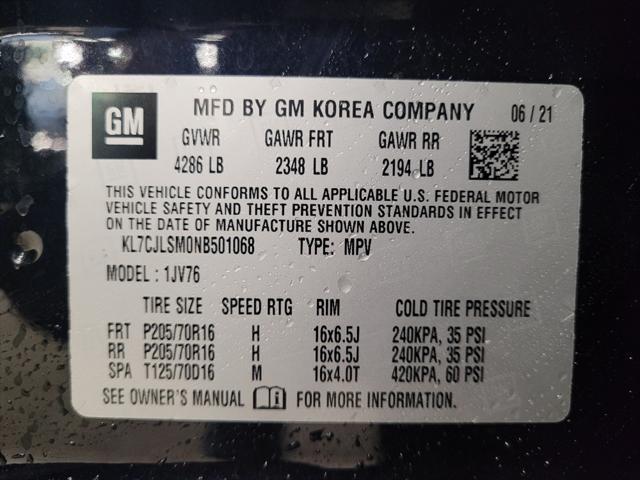 GM
MFD BY GM KOREA COMPANY 06 / 21
GVWR GAWR FRT GAWR RR
4286 LB 2348 LB 2194 LB
THIS VEHICLE CONFORMS TO ALL APPLICABLE U.S. FEDERAL MOTOR
VEHICLE SAFETY AND THEFT PREVENTION STANDARDS IN EFFECT
ON THE DATE OF MANUFACTURE SHOWN ABOVE.
KL7CJLSM0NB501068 TYPE: MPV
MODEL : 1JV76
TIRE SIZE SPEED RTG RIM COLD TIRE PRESSURE
FRT P205/70R16 H 16x6.5J 240KPA, 35 PSI
RR P205/70R16 H 16x6.5J 240KPA, 35 PSI
SPA T125/70D16 M 16x4.0T 420KPA, 60 PSI
SEE OWNER'S MANUAL FOR MORE INFORMATION.